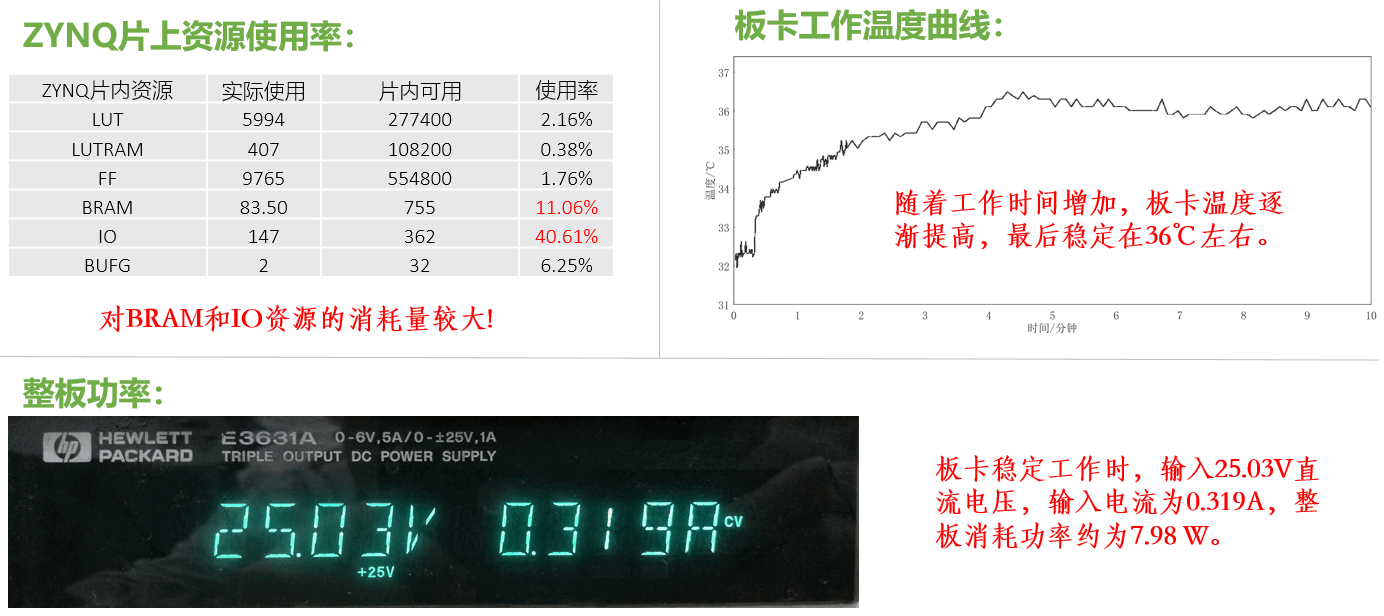 ZYNQ片上资源使用率：
ZYNQ片内资源 实际使用 片内可用 使用率
LUT 5994 277400 2.16%
LUTRAM 407 108200 0.38%
FF 9765 554800 1.76%
BRAM 83.50 755 11.06%
IO 147 362 40.61%
BUFG 2 32 6.25%
对BRAM和IO资源的消耗量较大!
板卡工作温度曲线：
37
36
35
34
33
32
31
温度/℃
0 1 2 3 4 5 6 7 8 9 10
时间/分钟
随着工作时间增加，板卡温度逐
渐提高，最后稳定在36℃左右。
整板功率：
hp HEWLETT PACKARD
E3631A 0-6V,5A/0-±25V,1A
TRIPLE OUTPUT DC POWER SUPPLY
25.03V 0.319A CV
+25V
板卡稳定工作时，输入25.03V直
流电压，输入电流为0.319A，整
板消耗功率约为7.98 W。